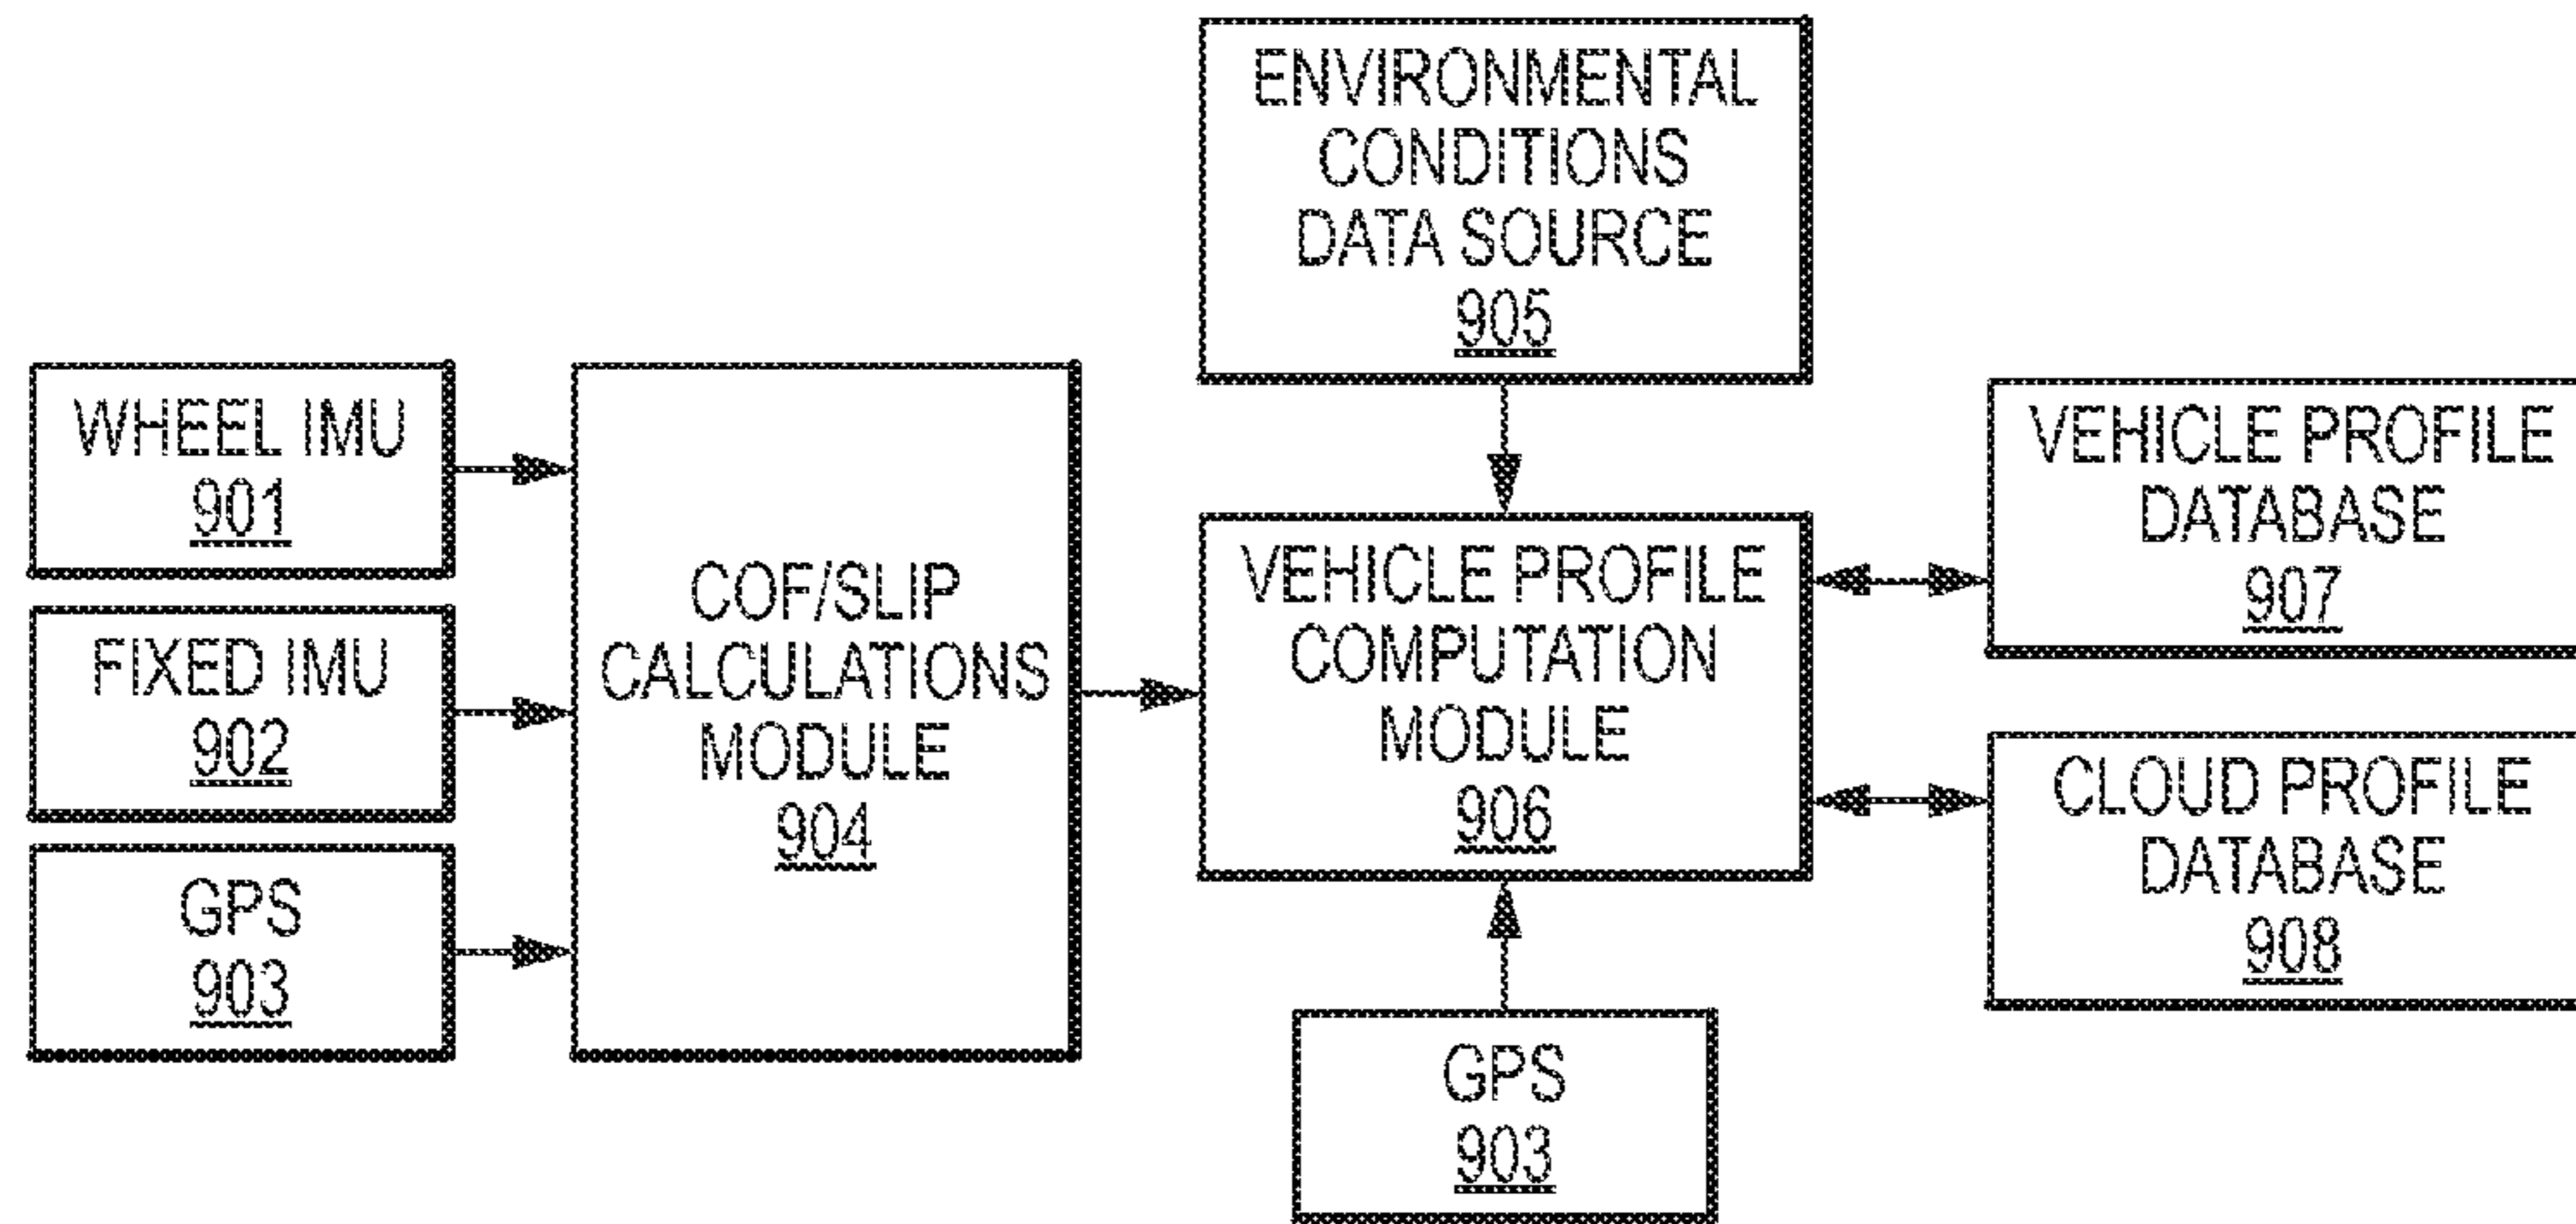 ENVIRONMENTAL
CONDITIONS
DATA SOURCE
905
WHEEL IMU
901
FIXED IMU
902
GPS
903
COF/SLIP
CALCULATIONS
MODULE
904
VEHICLE PROFILE
COMPUTATION
MODULE
906
VEHICLE PROFILE
DATABASE
907
CLOUD PROFILE
DATABASE
908
GPS
903